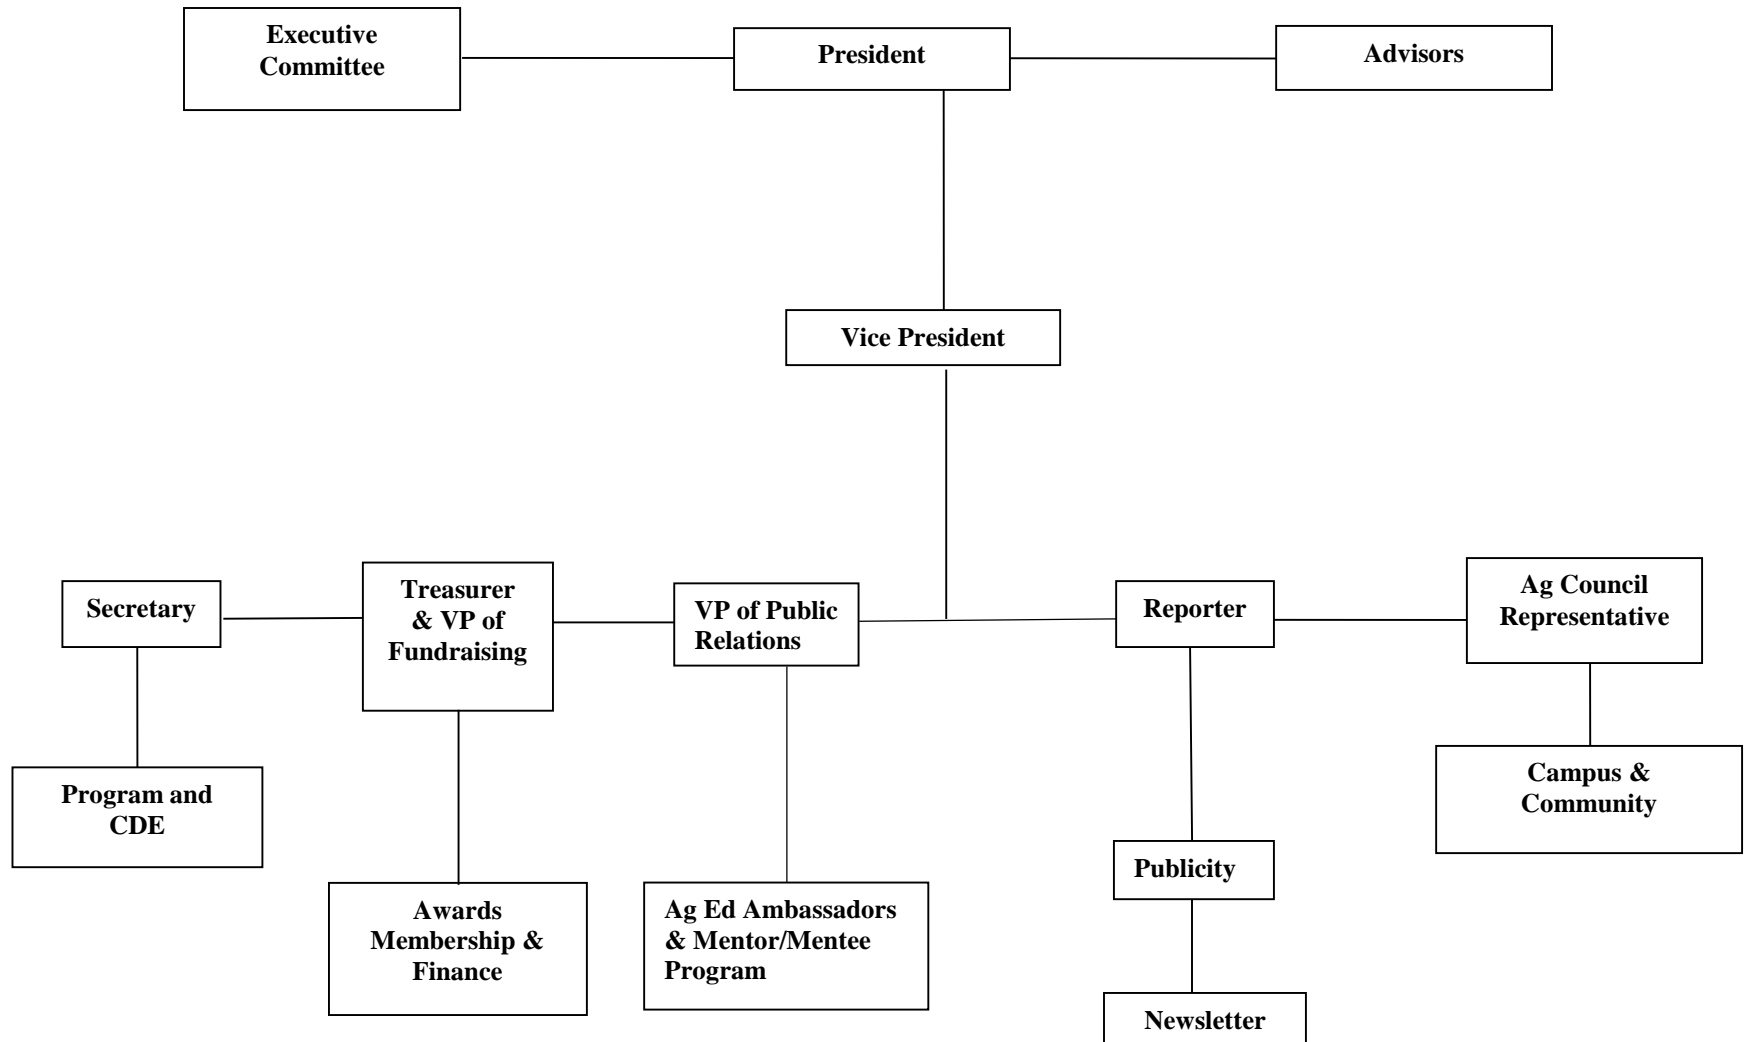 Executive
Committee
President
Advisors
Vice President
Secretary
Treasurer
& VP of
Fundraising
VP of Public
Relations
Reporter
Ag Council
Representative
Program and
CDE
Campus &
Community
Publicity
Awards
Membership &
Finance
Ag Ed Ambassadors
& Mentor/Mentee
Program
Newsletter